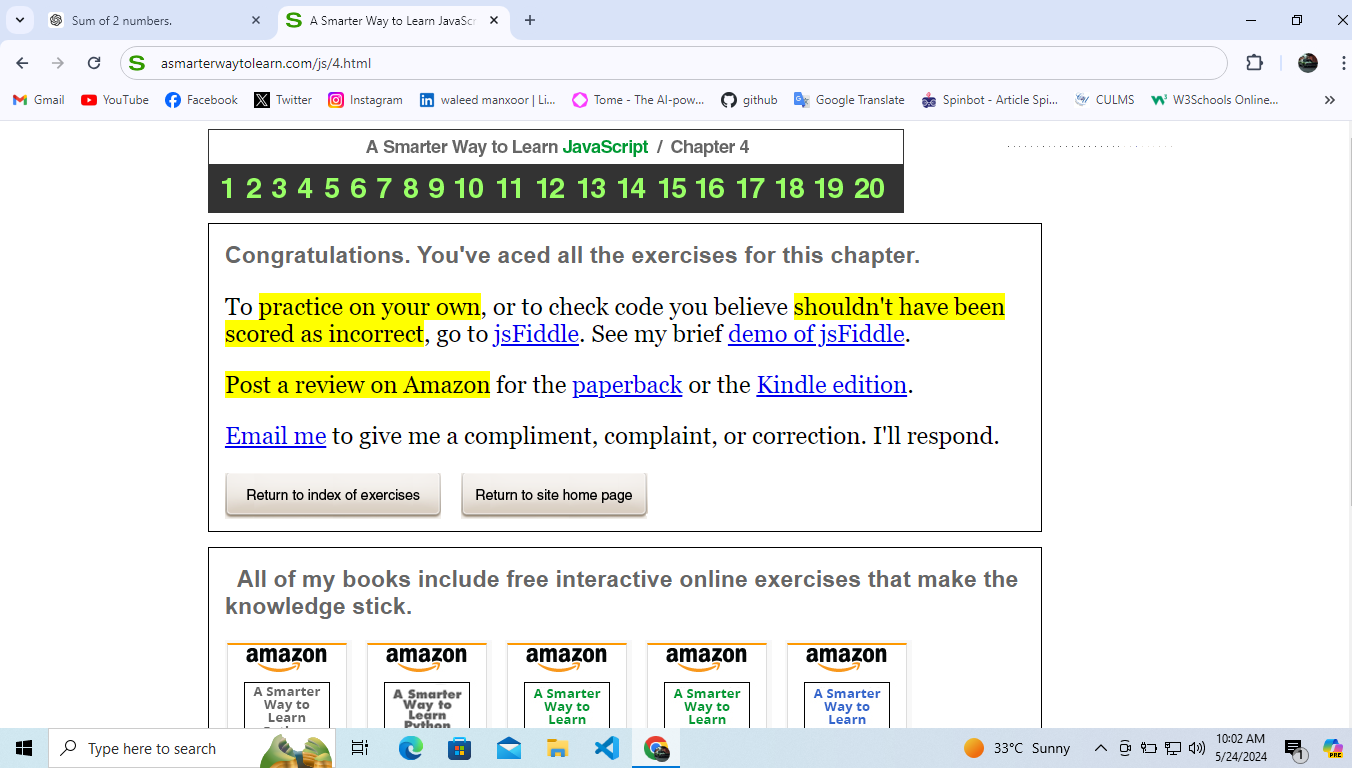 Sum of 2 numbers.
A Smarter Way to Learn JavaSc
asmarterwaytolearn.com/js/4.html
Gmail YouTube Facebook Twitter Instagram waleed manxoor | Li... Tome - The AI-pow... github Google Translate Spinbot - Article Spi... CULMS W3Schools Online...
A Smarter Way to Learn JavaScript / Chapter 4
1 2 3 4 5 6 7 8 9 10 11 12 13 14 15 16 17 18 19 20
Congratulations. You've aced all the exercises for this chapter.
To practice on your own, or to check code you believe shouldn't have been
scored as incorrect, go to jsFiddle. See my brief demo of jsFiddle.
Post a review on Amazon for the paperback or the Kindle edition.
Email me to give me a compliment, complaint, or correction. I'll respond.
Return to index of exercises Return to site home page
All of my books include free interactive online exercises that make the
knowledge stick.
amazon amazon amazon amazon amazon
A Smarter A Smarter A Smarter A Smarter A Smarter
Way to Way to Way to Way to Way to
Learn Learn Learn Learn Learn
Python
Type here to search
33°C Sunny
10:02 AM
5/24/2024
1
PRE